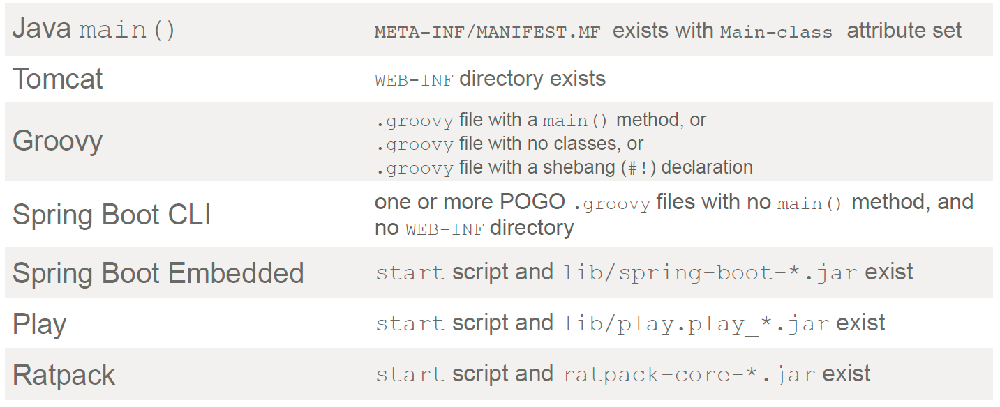 Java main() META-INF/MANIFEST.MF exists with Main-class attribute set
Tomcat WEB-INF directory exists
Groovy
.groovy file with a main() method, or
.groovy file with no classes, or
.groovy file with a shebang (#!) declaration
Spring Boot CLI
one or more POGO .groovy files with no main() method, and
no WEB-INF directory
Spring Boot Embedded start script and lib/spring-boot-*.jar exist
Play start script and lib/play.play_*.jar exist
Ratpack start script and ratpack-core-*.jar exist